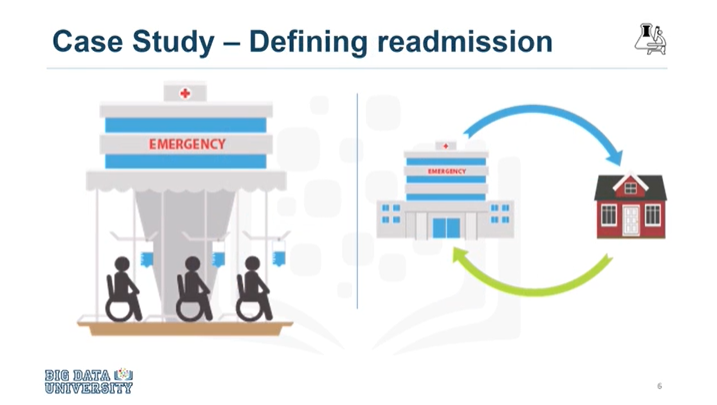 Case Study – Defining readmission
EMERGENCY
EMERGENCY
BIG DATA
UNIVERSITY
6